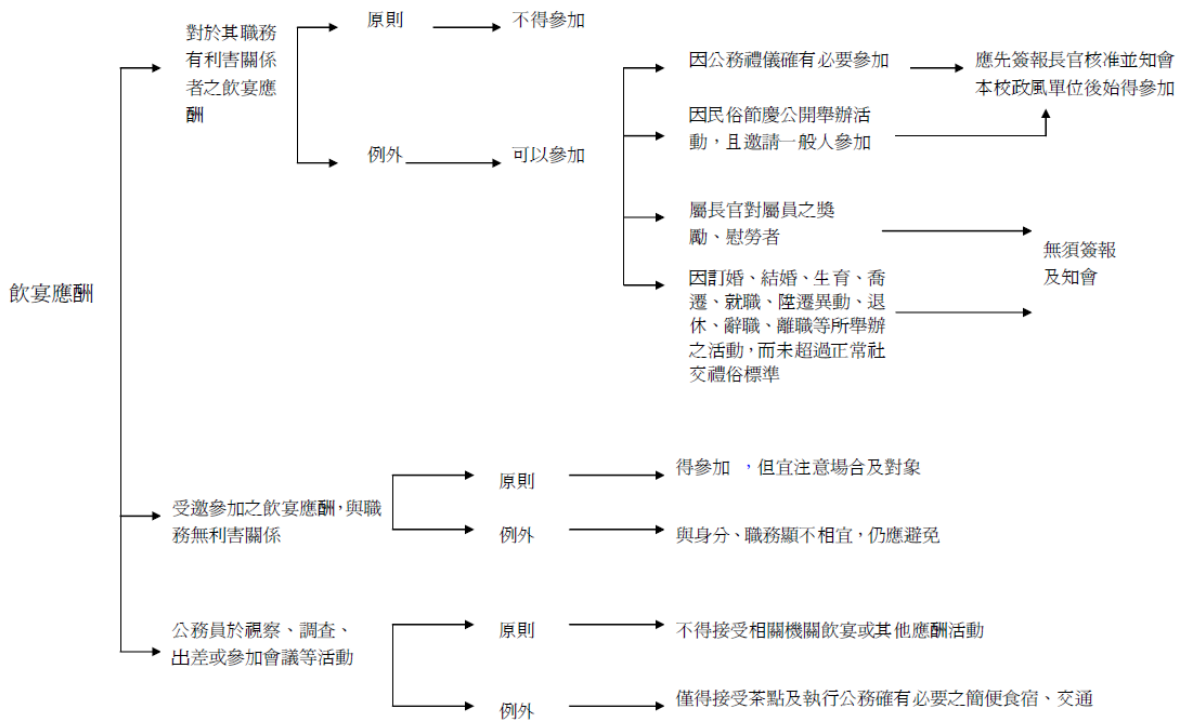 飲宴應酬
對於其職務
有利害關係
者之飲宴應
酬
原則
不得參加
例外
可以參加
因公務禮儀確有必要參加
應先簽報長官核准並知會
本校政風單位後始得參加
因民俗節慶公開舉辦活
動，且邀請一般人參加
屬長官對屬員之獎
勵、慰勞者
無須簽報
及知會
因訂婚、結婚、生育、喬
遷、就職、陞遷異動、退
休、辭職、離職等所舉辦
之活動，而未超過正常社
交禮俗標準
受邀參加之飲宴應酬，與職
務無利害關係
原則
得參加 ，但宜注意場合及對象
例外
與身分、職務顯不相宜，仍應避免
公務員於視察、調查、
出差或參加會議等活動
原則
不得接受相關機關飲宴或其他應酬活動
例外
僅得接受茶點及執行公務確有必要之簡便食宿、交通